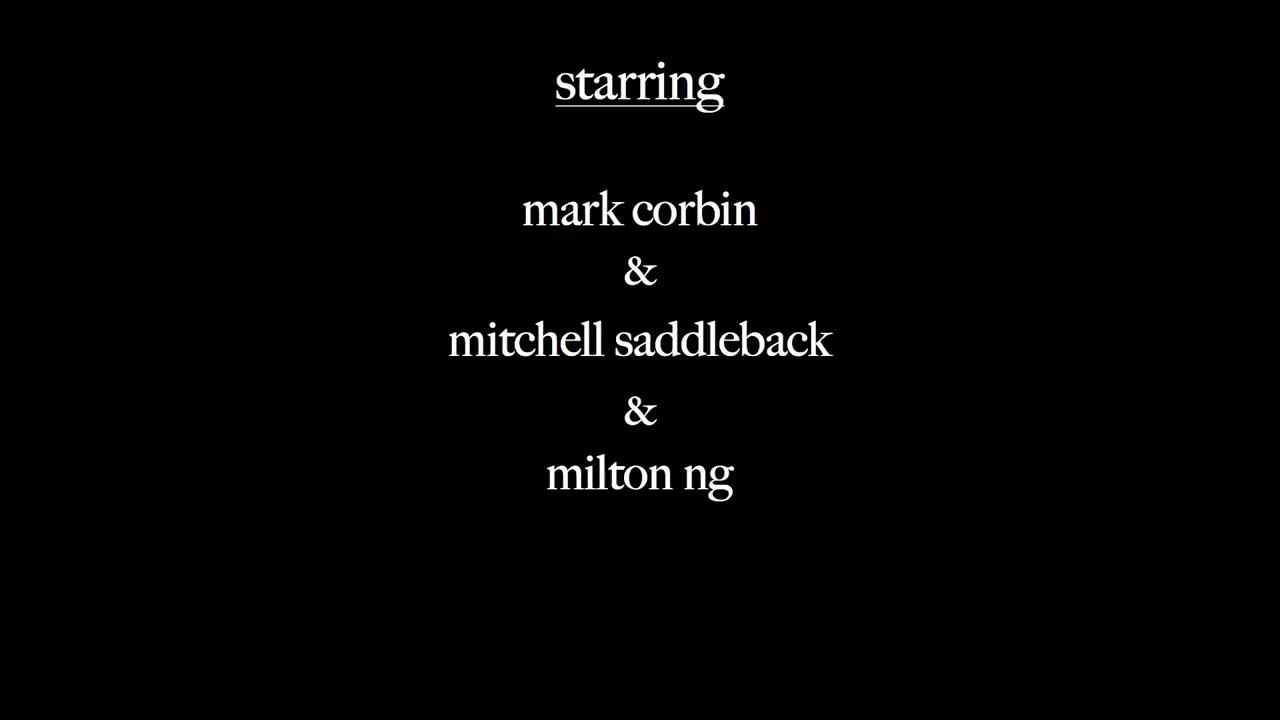 starring
mark corbin
&
mitchell saddleback
&
milton ng